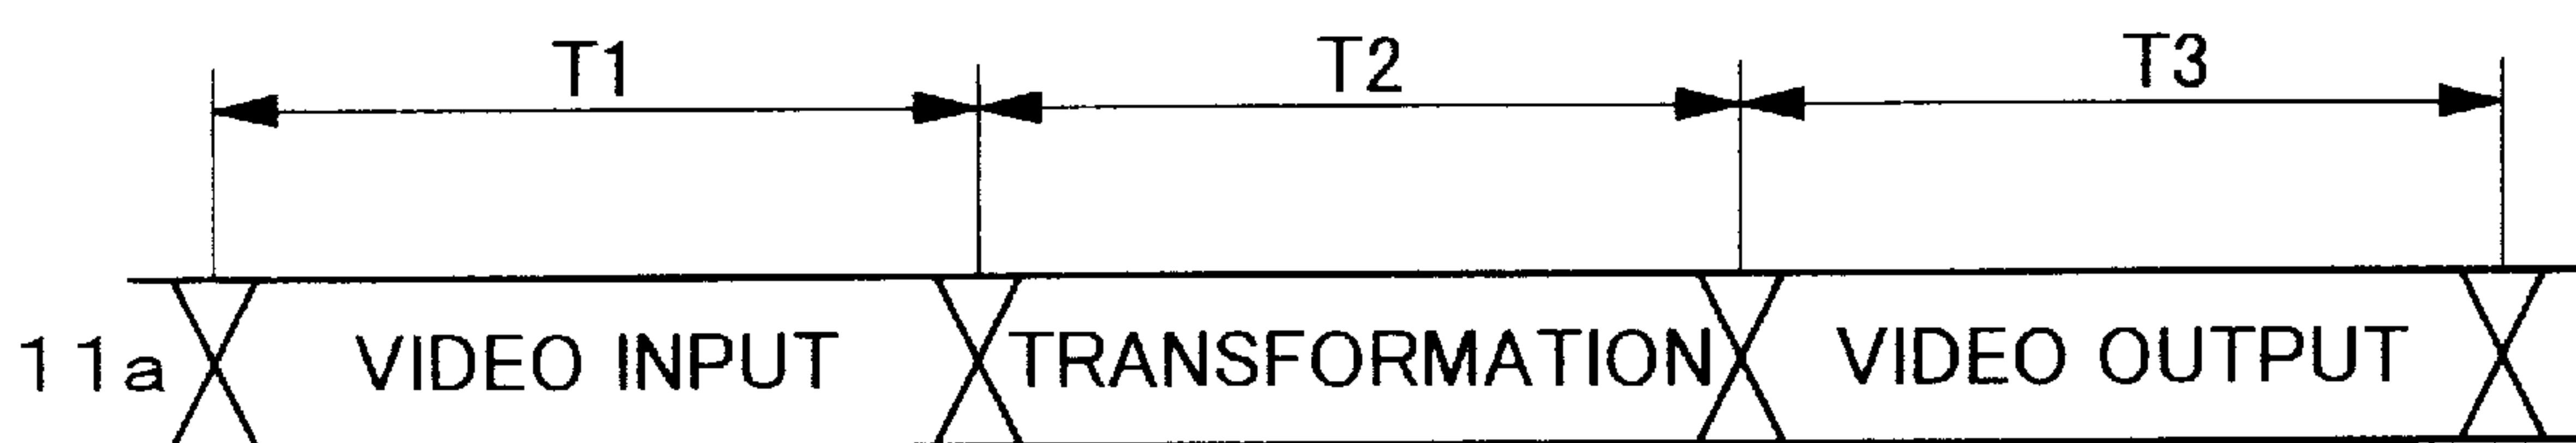 T1 T2 T3
11a VIDEO INPUT TRANSFORMATION VIDEO OUTPUT